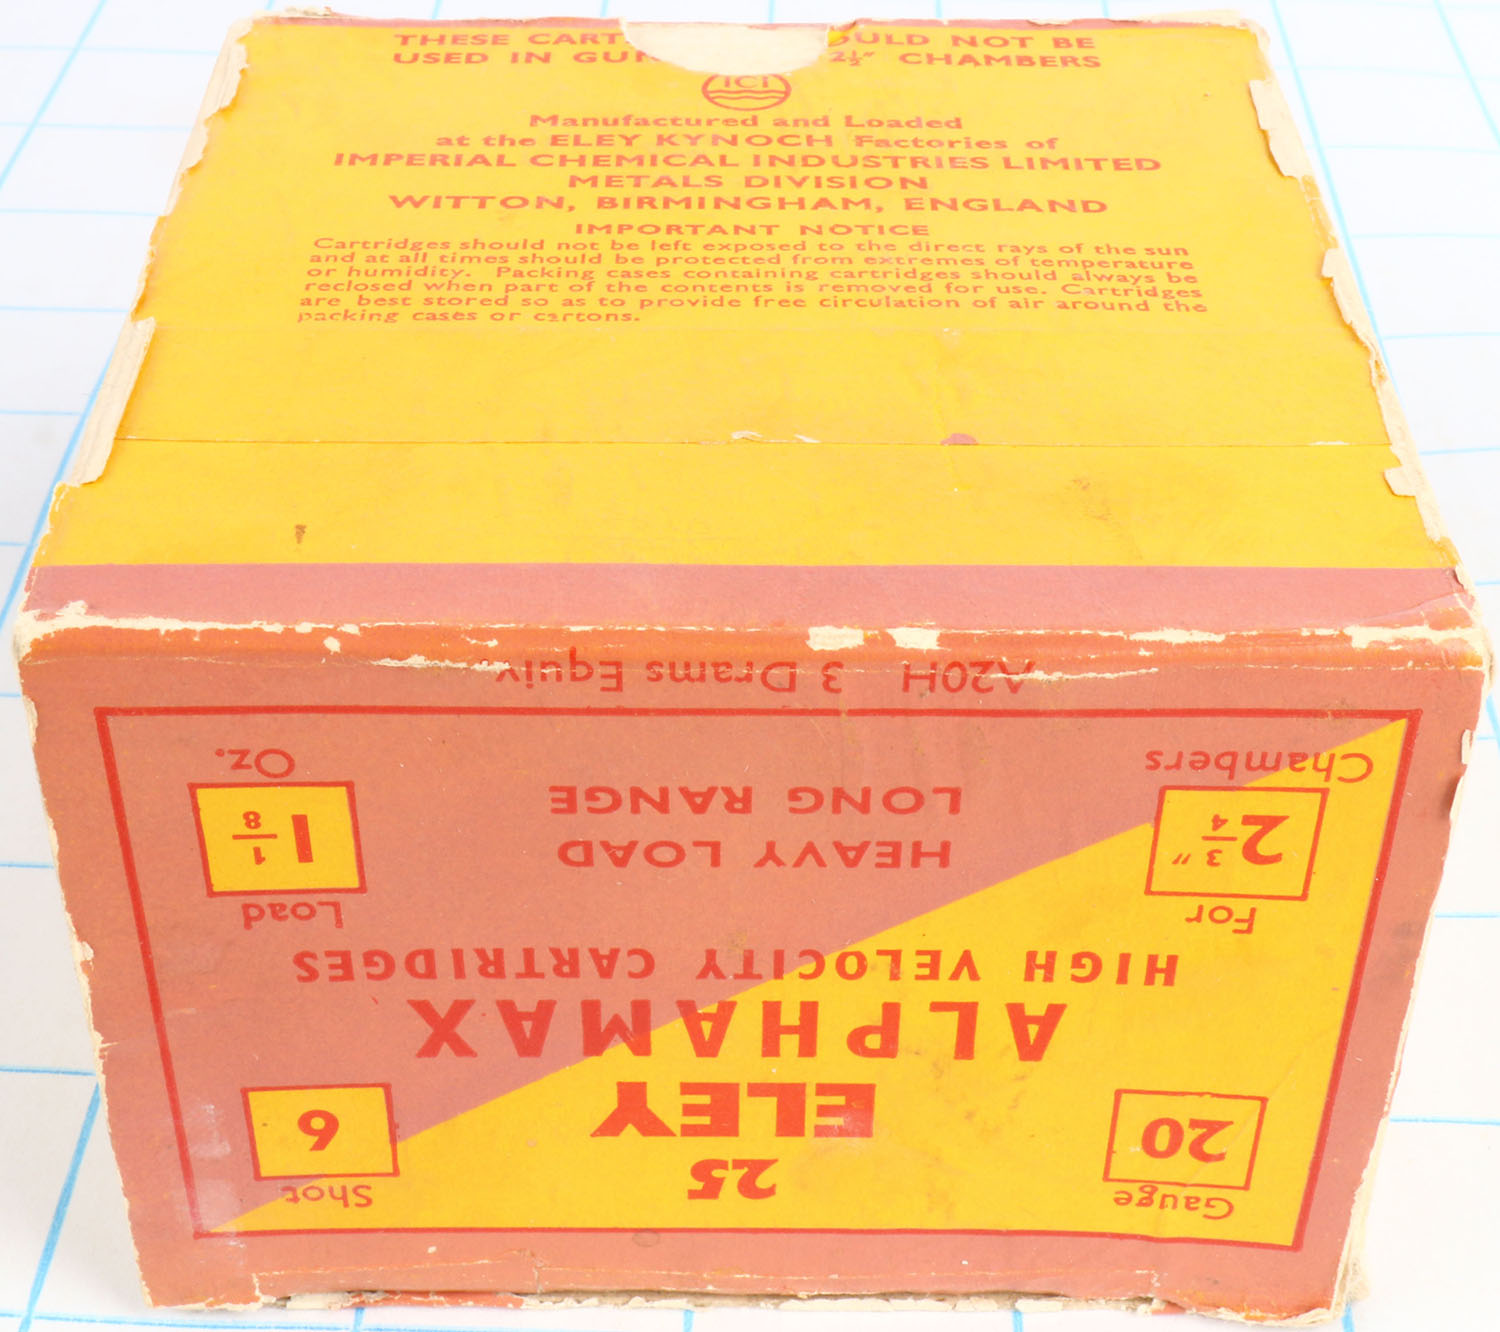 THESE NOT BE
USED IN 2½″ CHAMBERS
ICI
Manufactured and Loaded
at the ELEY KYNOCH Factories of
IMPERIAL CHEMICAL INDUSTRIES LIMITED
METALS DIVISION
WITTON, BIRMINGHAM, ENGLAND
IMPORTANT NOTICE
Cartridges should not be left exposed to the direct rays of the sun
and at all times should be protected from extremes of temperature
or humidity. Packing cases containing cartridges should always be
reclosed when part of the contents is removed for use. Cartridges
are best stored so as to provide free circulation of air around the
packing cases or cartons.
Gauge
20
25
ELEY
Shot
6
ALPHAMAX
HIGH VELOCITY CARTRIDGES
For
2¾″
Chambers
HEAVY LOAD
LONG RANGE
Load
1⅛
Oz.
A20H 3 Drams Equiv